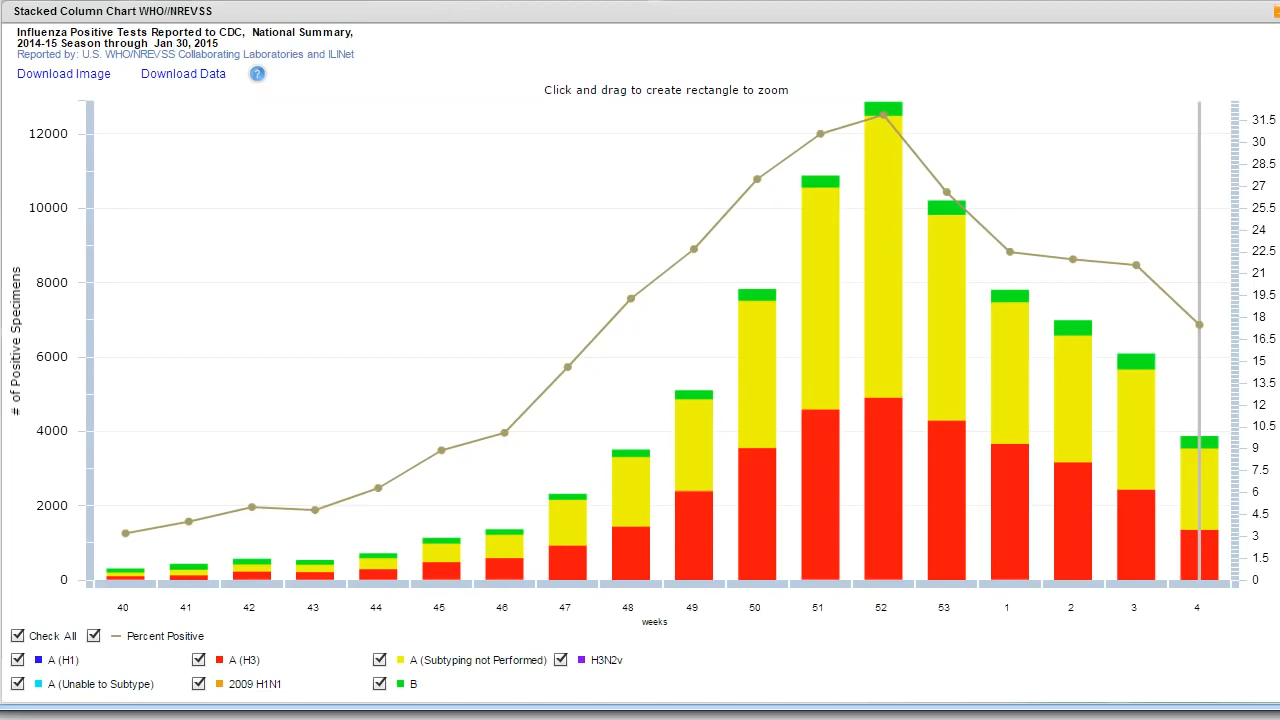 Stacked Column Chart WHO//NREVSS
Influenza Positive Tests Reported to CDC, National Summary,
2014-15 Season through Jan 30, 2015
Reported by: U.S. WHO/NREVSS Collaborating Laboratories and ILINet
Download Image Download Data ?
Click and drag to create rectangle to zoom
# of Positive Specimens
12000
10000
8000
6000
4000
2000
0
31.5
30
28.5
27
25.5
24
22.5
21
19.5
18
16.5
15
13.5
12
10.5
9
7.5
6
4.5
3
1.5
0
40 41 42 43 44 45 46 47 48 49 50 51 52 53 1 2 3 4
weeks
Check All Percent Positive
A (H1) A (H3) A (Subtyping not Performed) H3N2v
A (Unable to Subtype) 2009 H1N1 B